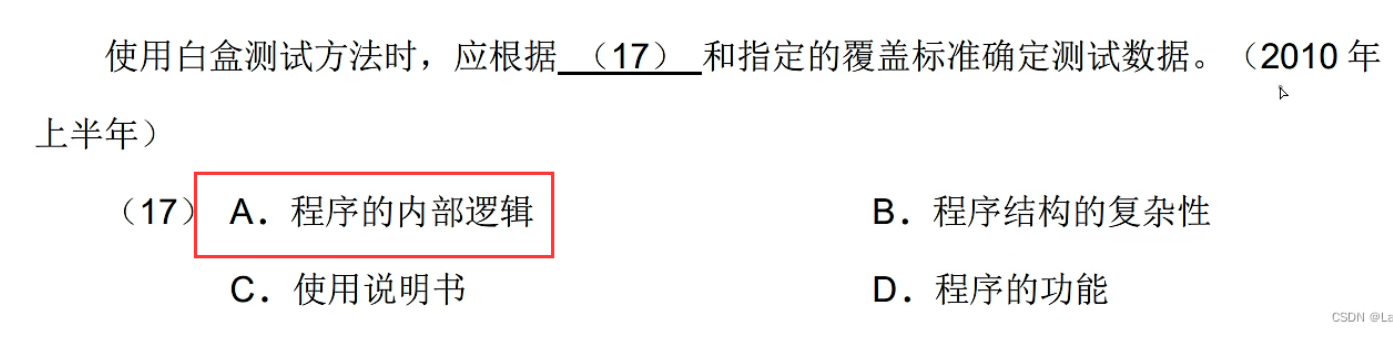 使用白盒测试方法时，应根据 （17） 和指定的覆盖标准确定测试数据。（2010 年
上半年）
（17） A．程序的内部逻辑 B．程序结构的复杂性
C．使用说明书 D．程序的功能
CSDN @La